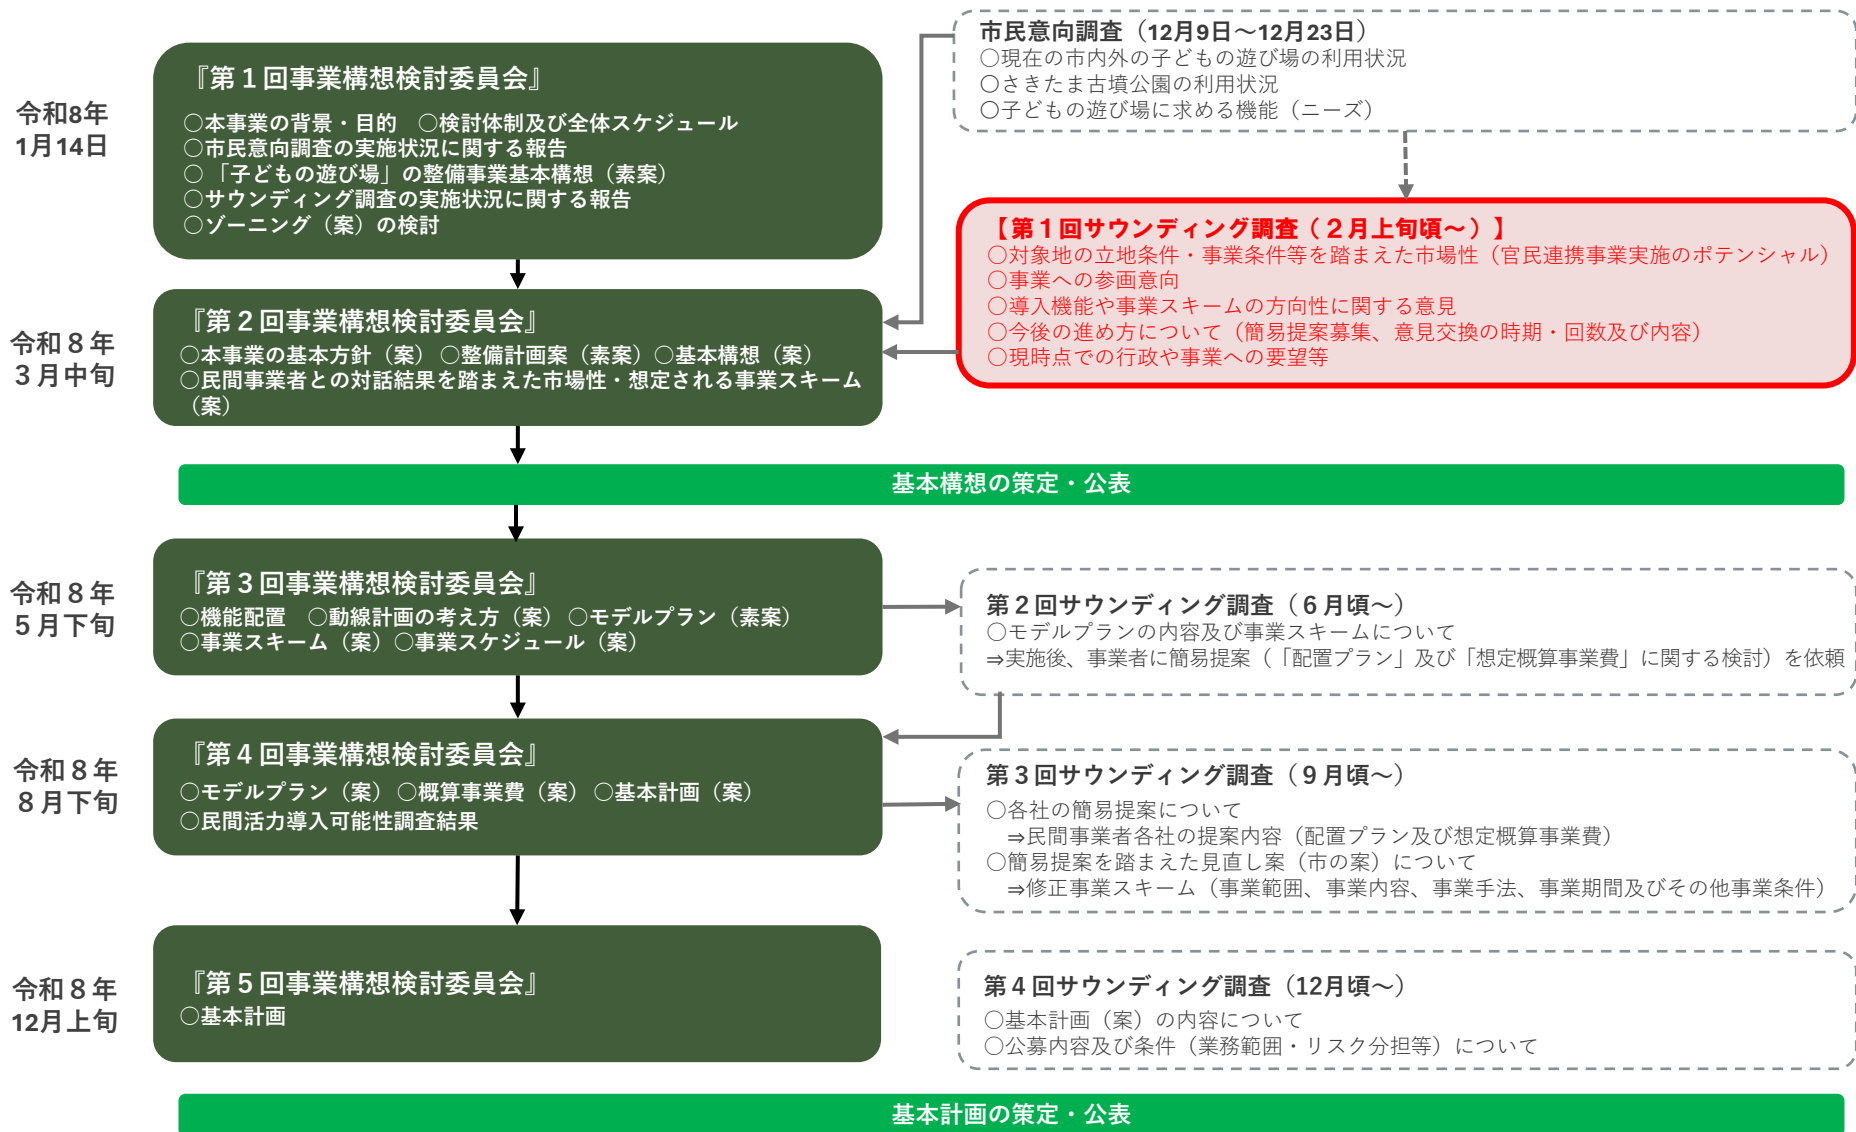 令和8年
1月14日
『第１回事業構想検討委員会』
○本事業の背景・目的　○検討体制及び全体スケジュール
○市民意向調査の実施状況に関する報告
○「子どもの遊び場」の整備事業基本構想（素案）
○サウンディング調査の実施状況に関する報告
○ゾーニング（案）の検討
市民意向調査（12月9日～12月23日）
○現在の市内外の子どもの遊び場の利用状況
○さきたま古墳公園の利用状況
○子どもの遊び場に求める機能（ニーズ）
【第１回サウンディング調査（２月上旬頃～）】
○対象地の立地条件・事業条件等を踏まえた市場性（官民連携事業実施のポテンシャル）
○事業への参画意向
○導入機能や事業スキームの方向性に関する意見
○今後の進め方について（簡易提案募集、意見交換の時期・回数及び内容）
○現時点での行政や事業への要望等
令和８年
３月中旬
『第２回事業構想検討委員会』
○本事業の基本方針（案）○整備計画案（素案）○基本構想（案）
○民間事業者との対話結果を踏まえた市場性・想定される事業スキーム
（案）
基本構想の策定・公表
令和８年
５月下旬
『第３回事業構想検討委員会』
○機能配置　○動線計画の考え方（案）○モデルプラン（素案）
○事業スキーム（案）○事業スケジュール（案）
第２回サウンディング調査（６月頃～）
○モデルプランの内容及び事業スキームについて
⇒実施後、事業者に簡易提案（「配置プラン」及び「想定概算事業費」に関する検討）を依頼
令和８年
８月下旬
『第４回事業構想検討委員会』
○モデルプラン（案）○概算事業費（案）○基本計画（案）
○民間活力導入可能性調査結果
第３回サウンディング調査（９月頃～）
○各社の簡易提案について
⇒民間事業者各社の提案内容（配置プラン及び想定概算事業費）
○簡易提案を踏まえた見直し案（市の案）について
⇒修正事業スキーム（事業範囲、事業内容、事業手法、事業期間及びその他事業条件）
令和８年
12月上旬
『第５回事業構想検討委員会』
○基本計画
第４回サウンディング調査（12月頃～）
○基本計画（案）の内容について
○公募内容及び条件（業務範囲・リスク分担等）について
基本計画の策定・公表